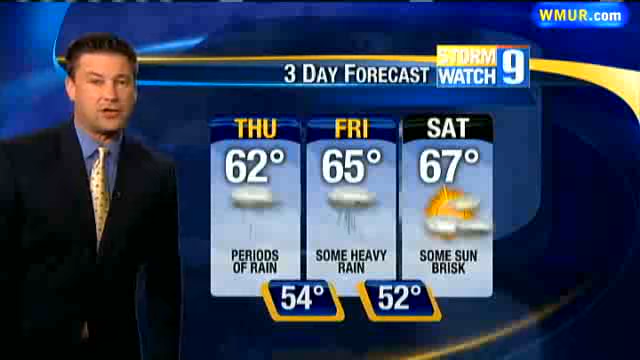 WMUR.com
3 DAY FORECAST
STORM
WATCH 9
THU
62°
PERIODS
OF RAIN
FRI
65°
SOME HEAVY
RAIN
SAT
67°
SOME SUN
BRISK
54°
52°